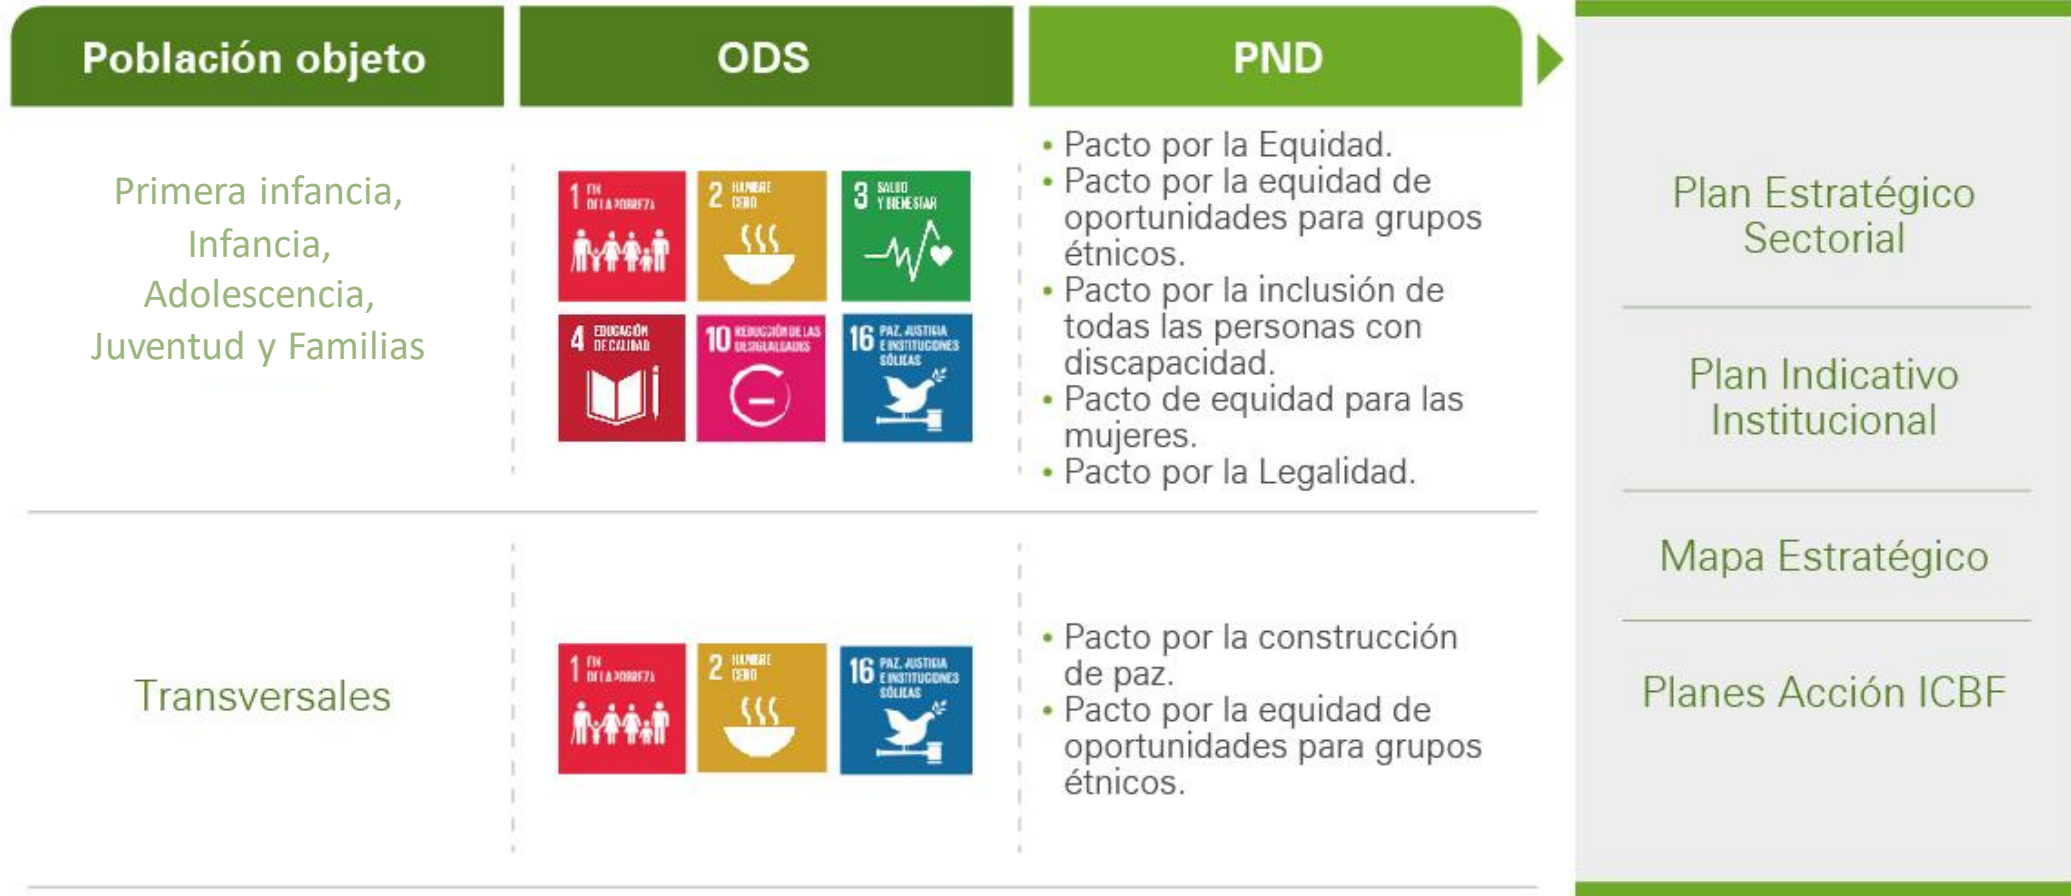 Población objeto
ODS
PND
Primera infancia,
Infancia,
Adolescencia,
Juventud y Familias
1 FIN
DE LA POBREZA
2 HAMBRE
CERO
3 SALUD
Y BIENESTAR
4 EDUCACIÓN
DE CALIDAD
10 REDUCCIÓN DE LAS
DESIGUALDADES
16 PAZ, JUSTICIA
E INSTITUCIONES
SÓLIDAS
• Pacto por la Equidad.
• Pacto por la equidad de
oportunidades para grupos
étnicos.
• Pacto por la inclusión de
todas las personas con
discapacidad.
• Pacto de equidad para las
mujeres.
• Pacto por la Legalidad.
Transversales
1 FIN
DE LA POBREZA
2 HAMBRE
CERO
16 PAZ, JUSTICIA
E INSTITUCIONES
SÓLIDAS
• Pacto por la construcción
de paz.
• Pacto por la equidad de
oportunidades para grupos
étnicos.
Plan Estratégico
Sectorial
Plan Indicativo
Institucional
Mapa Estratégico
Planes Acción ICBF